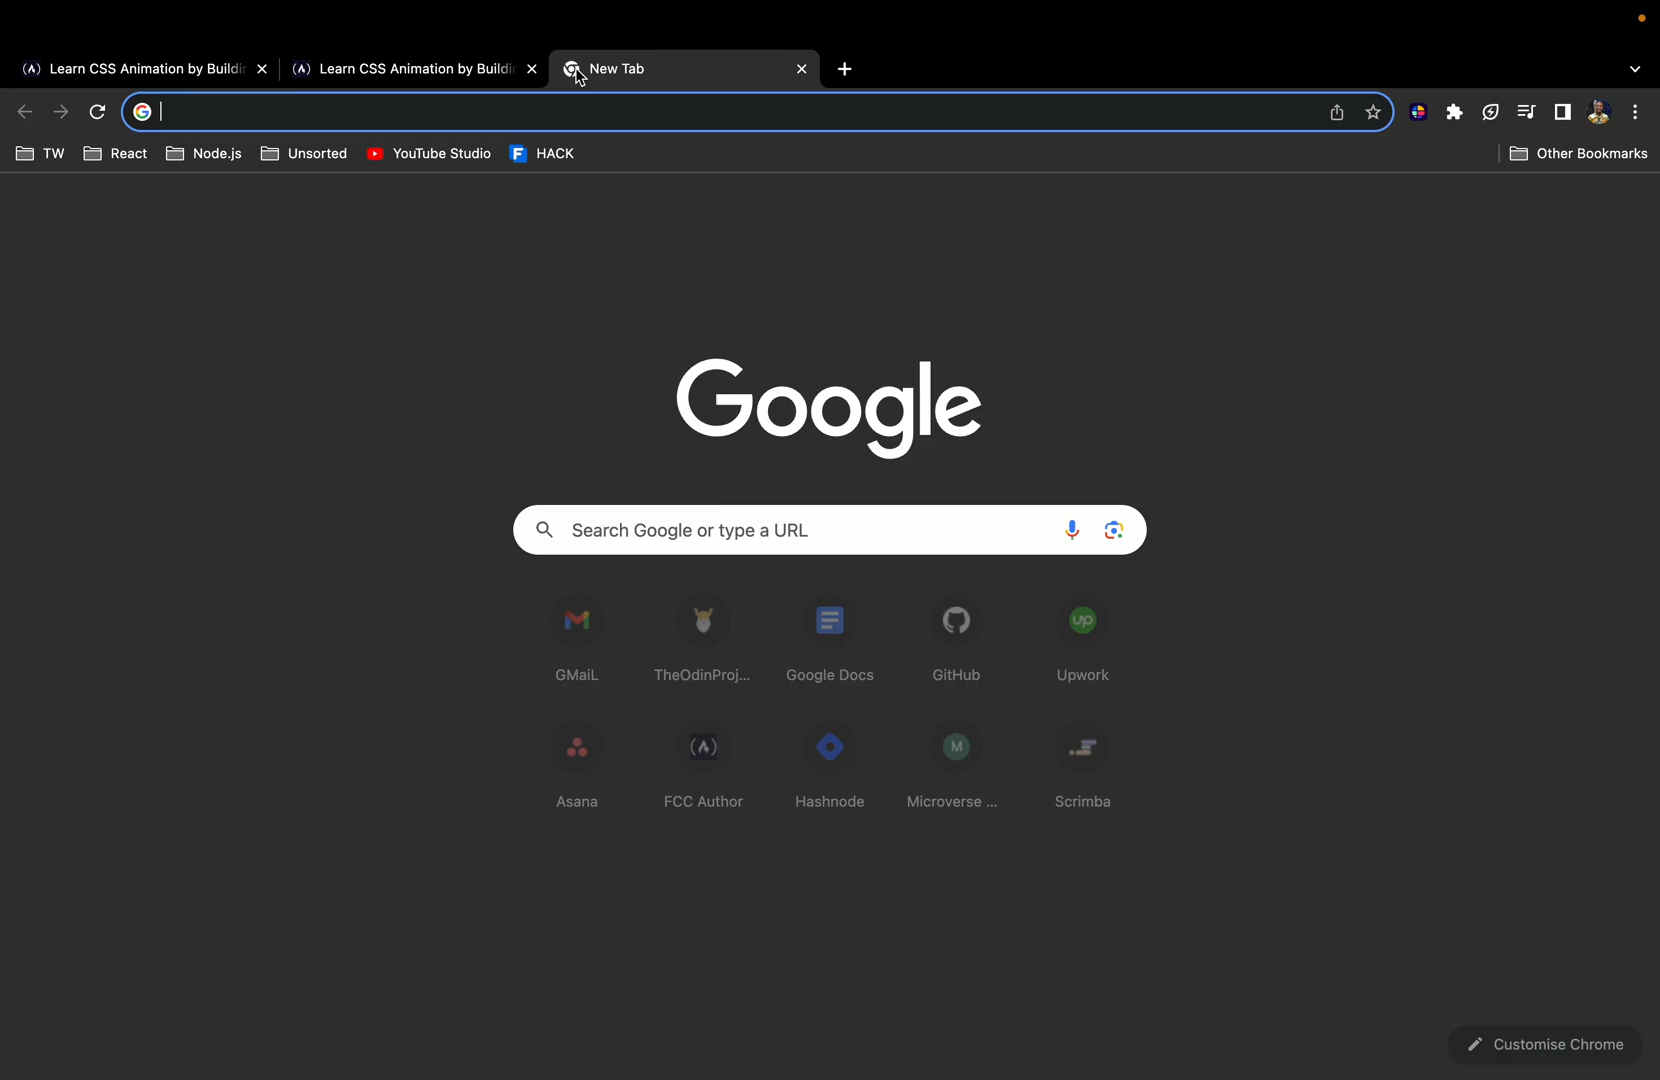 Learn CSS Animation by Buildin
Learn CSS Animation by Buildin
New Tab
TW
React
Node.js
Unsorted
YouTube Studio
HACK
Other Bookmarks
Google
Search Google or type a URL
GMaiL
TheOdinProj...
Google Docs
GitHub
Upwork
Asana
FCC Author
Hashnode
Microverse ...
Scrimba
Customise Chrome